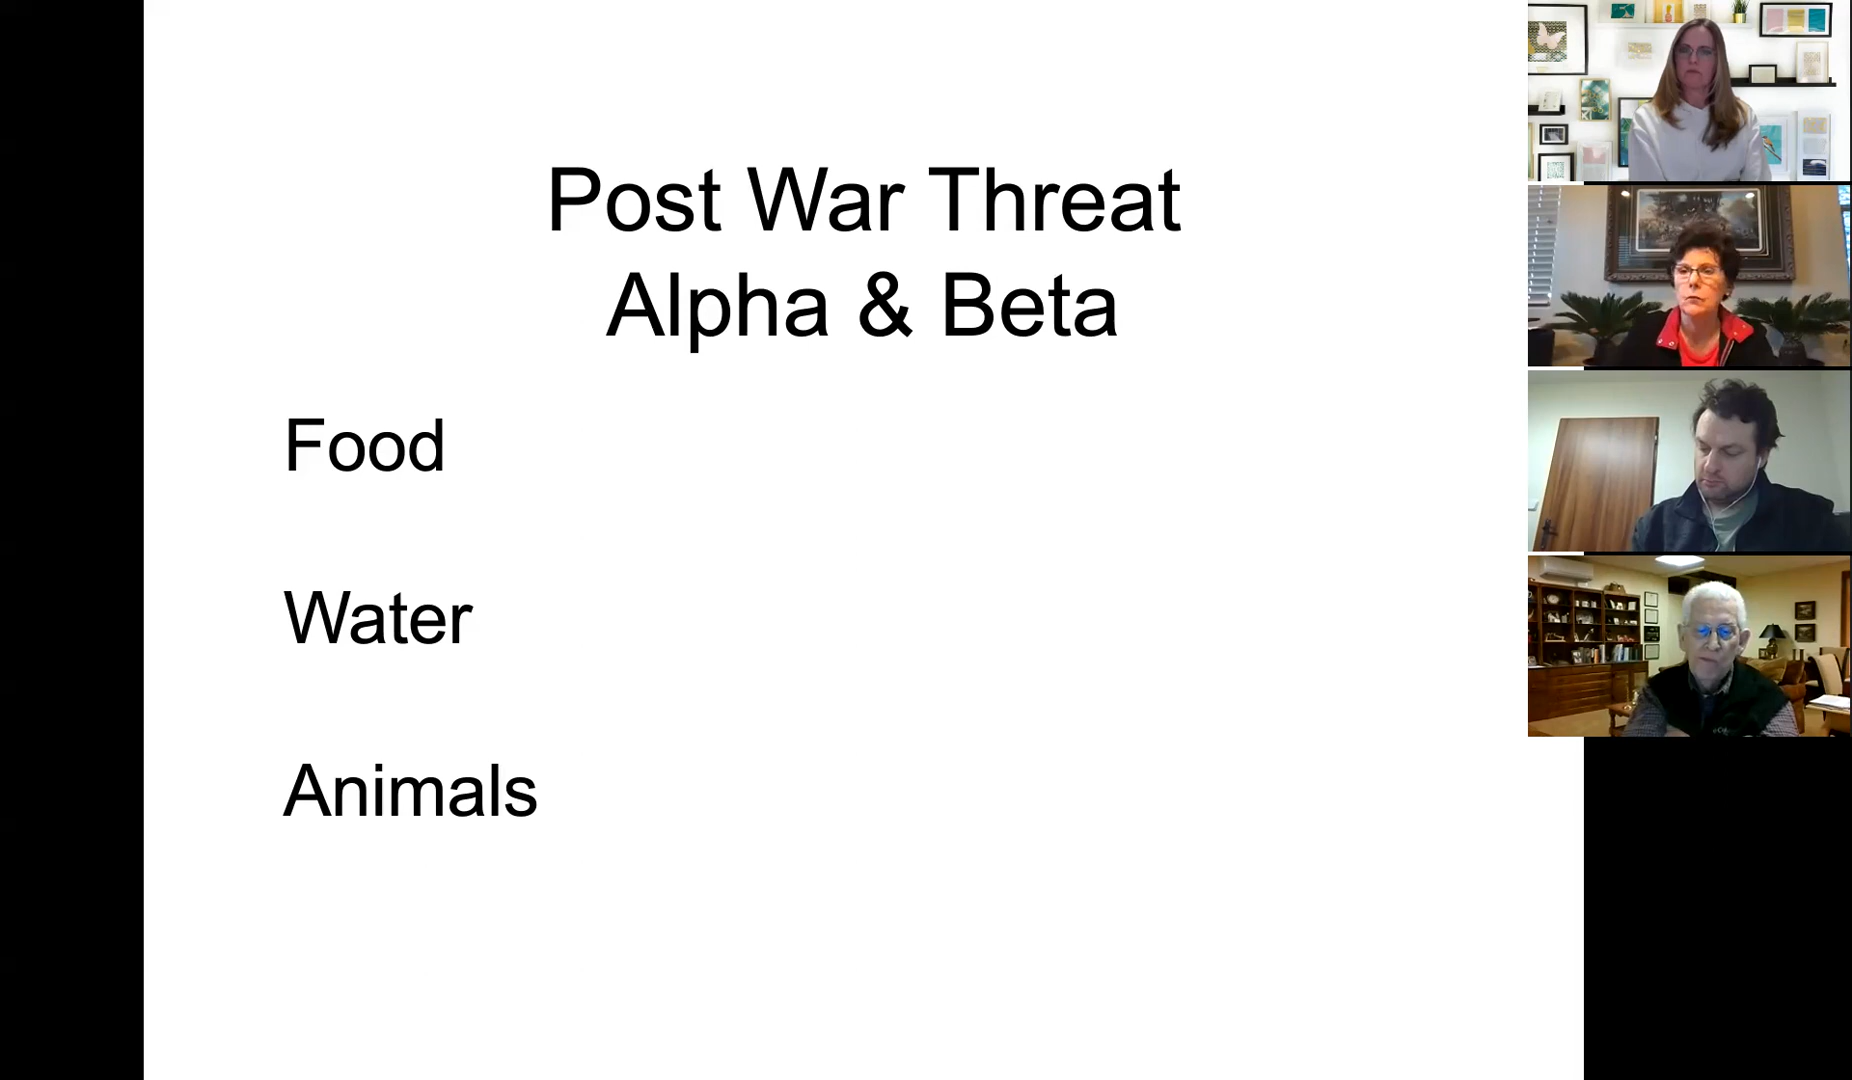 Post War Threat
Alpha & Beta
Food
Water
Animals